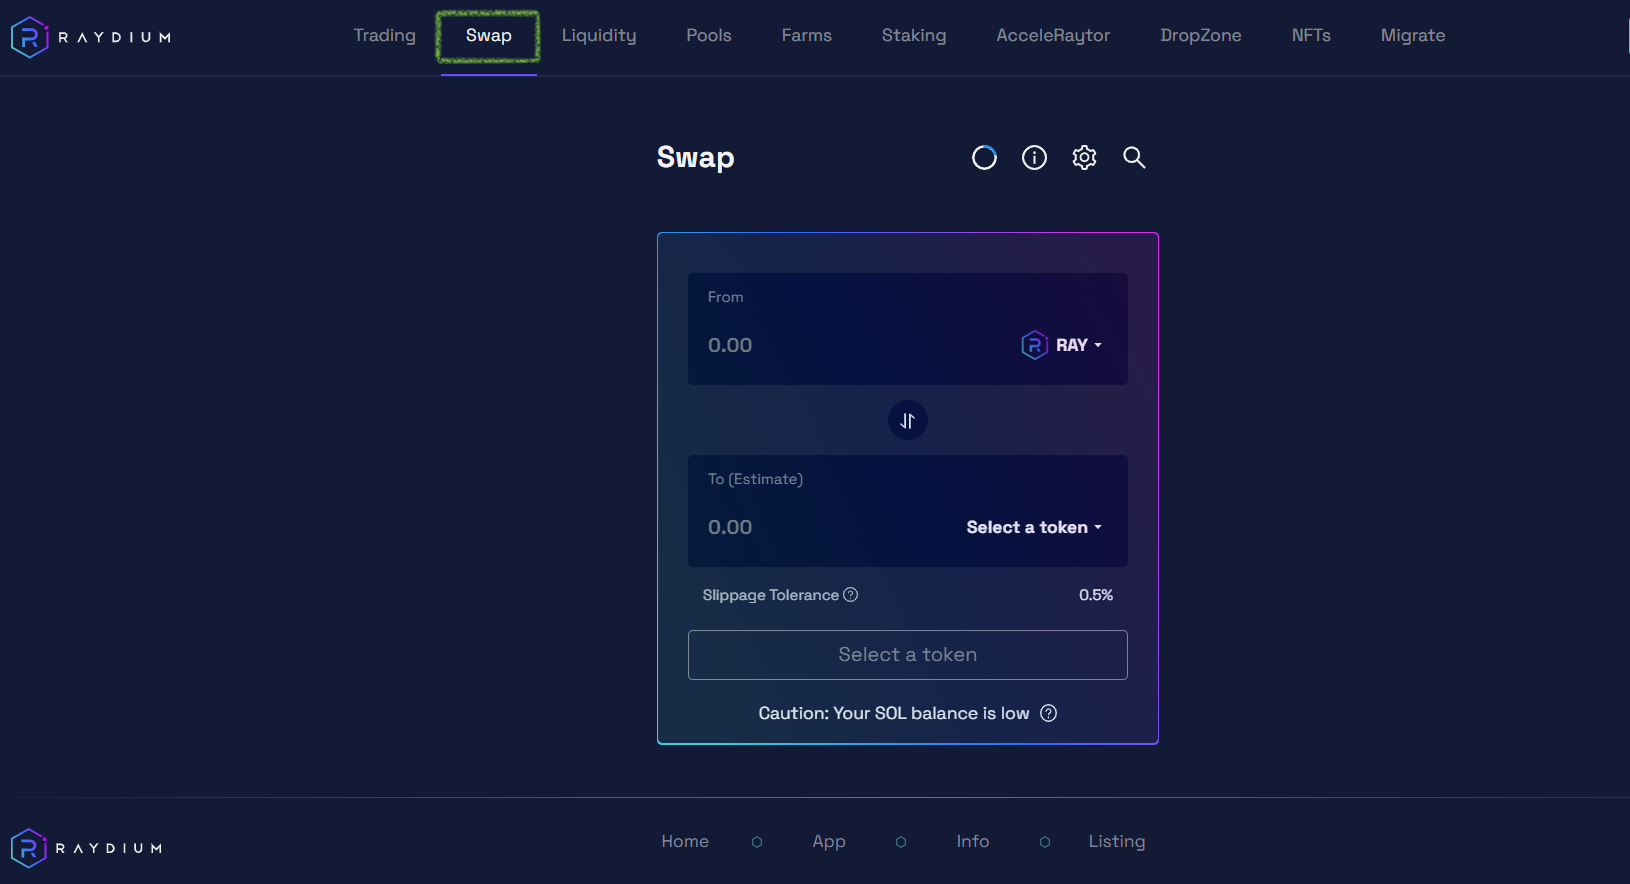 RAYDIUM Trading Swap Liquidity Pools Farms Staking AcceleRaytor DropZone NFTs Migrate
Swap
From
0.00 RAY
To (Estimate)
0.00 Select a token
Slippage Tolerance 0.5%
Select a token
Caution: Your SOL balance is low
RAYDIUM Home App Info Listing